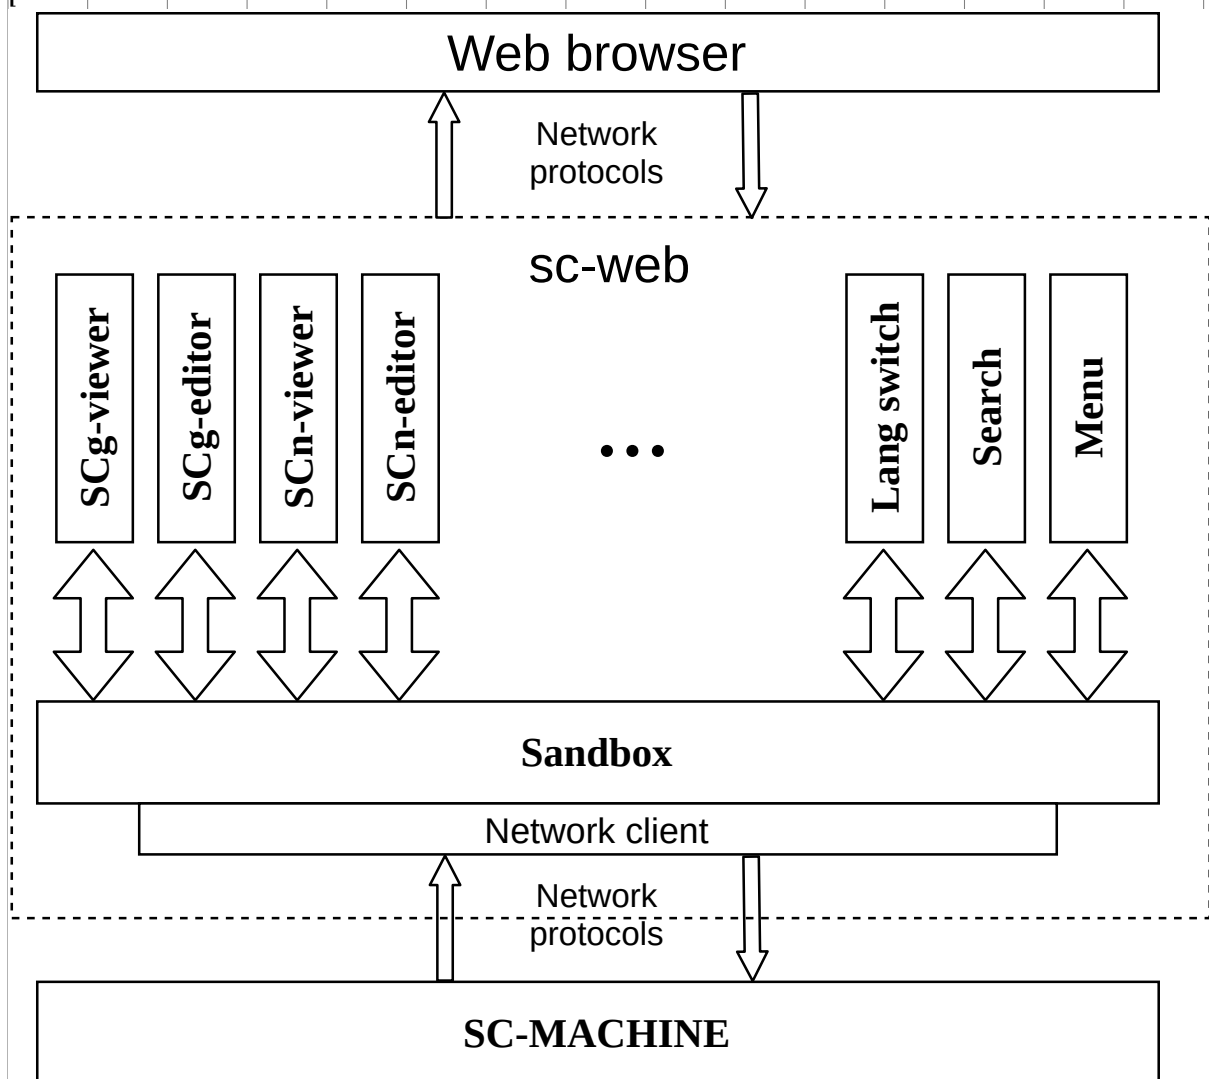 Web browser
Network
protocols
sc-web
SCg-viewer
SCg-editor
SCn-viewer
SCn-editor
...
Lang switch
Search
Menu
Sandbox
Network client
Network
protocols
SC-MACHINE